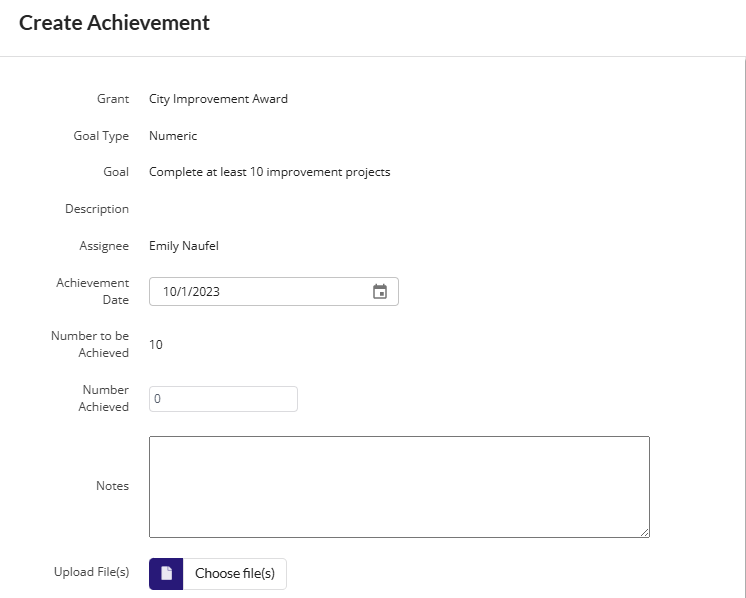 Create Achievement
Grant City Improvement Award
Goal Type Numeric
Goal Complete at least 10 improvement projects
Description
Assignee Emily Naufel
Achievement
Date
10/1/2023
Number to be
Achieved
10
Number
Achieved
0
Notes
Upload File(s) Choose file(s)